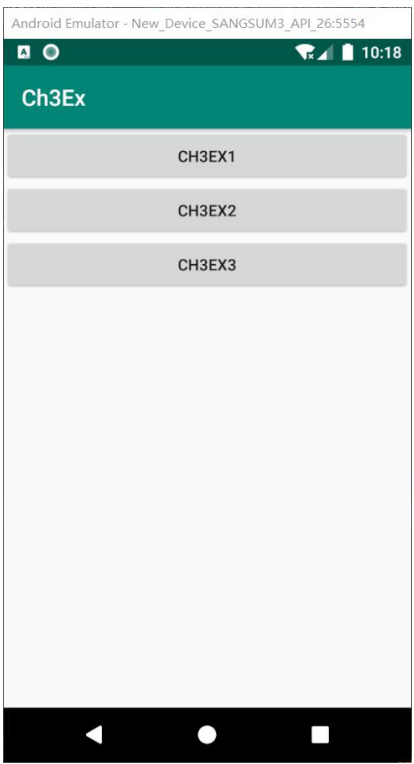 Android Emulator - New_Device_SANGSUM3_API_26:5554
10:18
Ch3Ex
CH3EX1
CH3EX2
CH3EX3